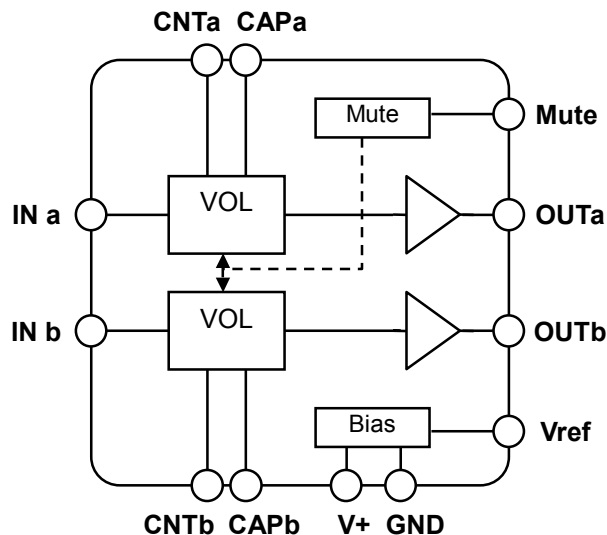 CNTa CAPa
Mute Mute
VOL
IN a OUTa
VOL
IN b OUTb
Bias
Vref
CNTb CAPb V+ GND